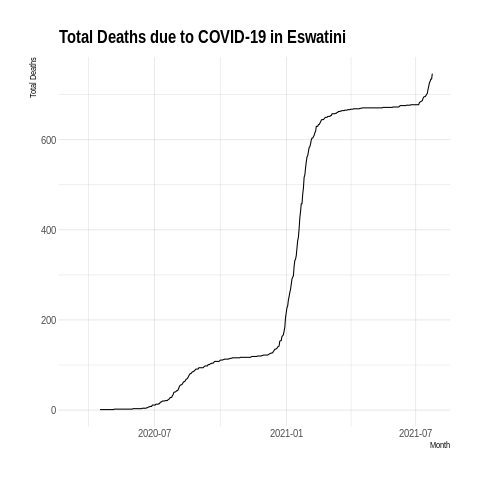 Total Deaths due to COVID-19 in Eswatini
Total Deaths
600
400
200
0
2020-07 2021-01 2021-07
Month